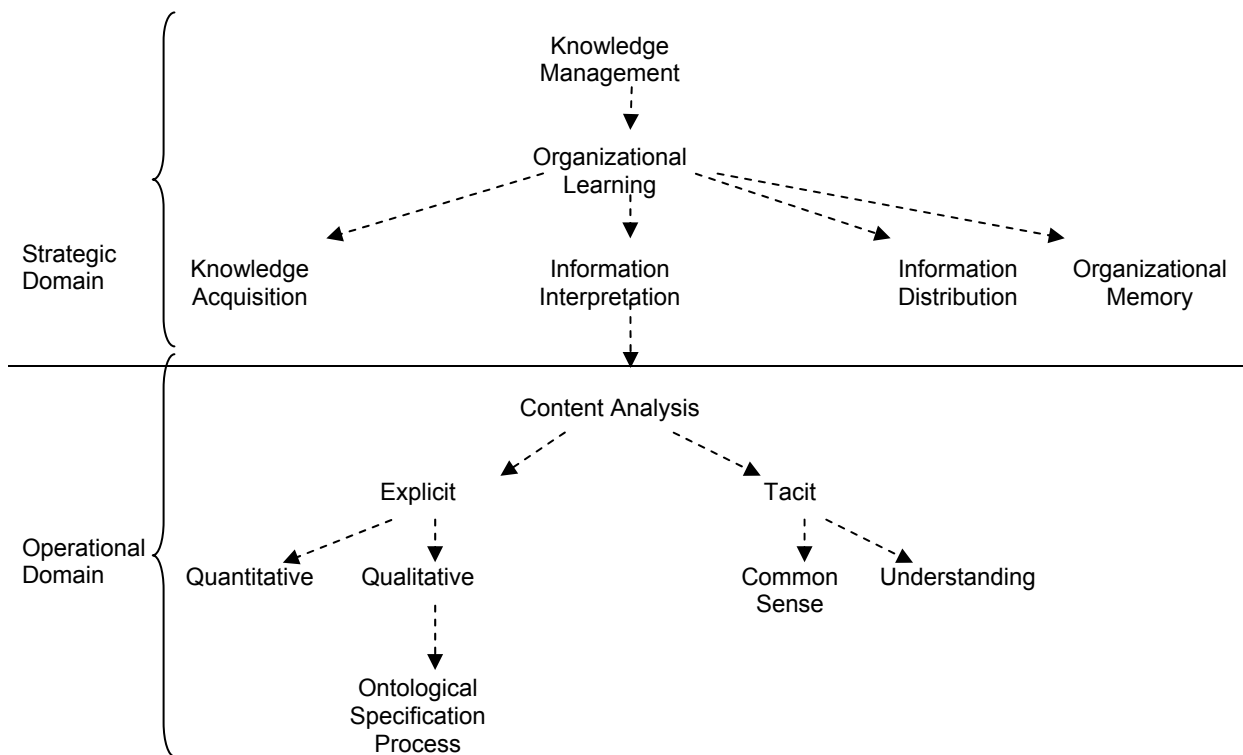 Knowledge
Management
Organizational
Learning
Strategic
Domain
Knowledge
Acquisition
Information
Interpretation
Information
Distribution
Organizational
Memory
Content Analysis
Explicit
Tacit
Operational
Domain
Quantitative
Qualitative
Common
Sense
Understanding
Ontological
Specification
Process